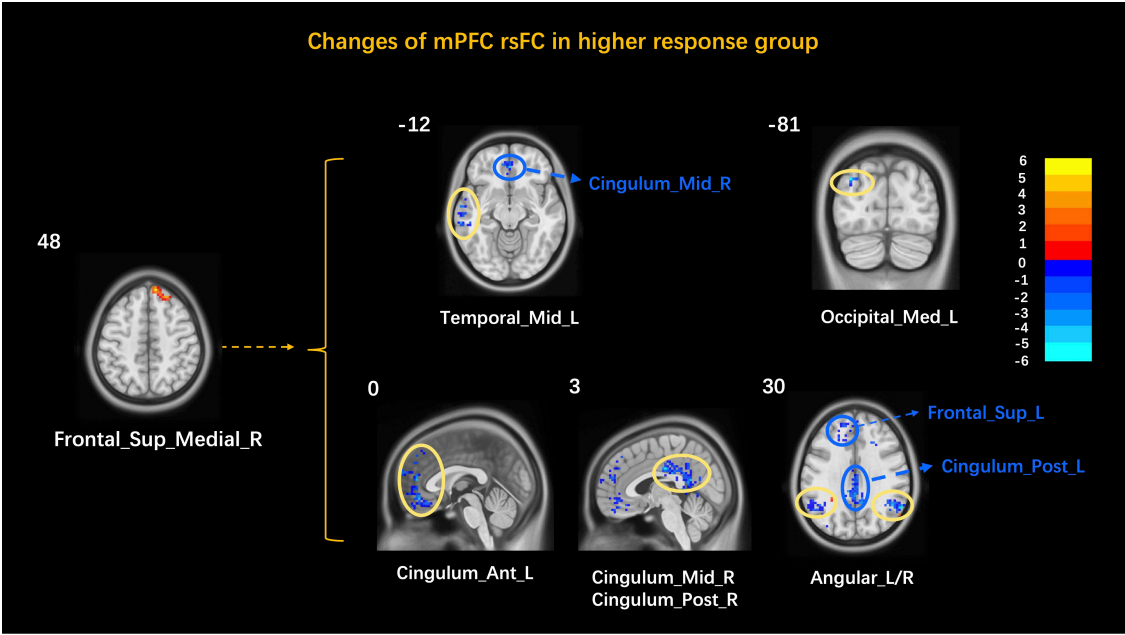 Changes of mPFC rsFC in higher response group
48
Frontal_Sup_Medial_R
-12
Cingulum_Mid_R
Temporal_Mid_L
-81
Occipital_Med_L
6
5
4
3
2
1
0
-1
-2
-3
-4
-5
-6
0
Cingulum_Ant_L
3
Cingulum_Mid_R
Cingulum_Post_R
30
Frontal_Sup_L
Cingulum_Post_L
Angular_L/R